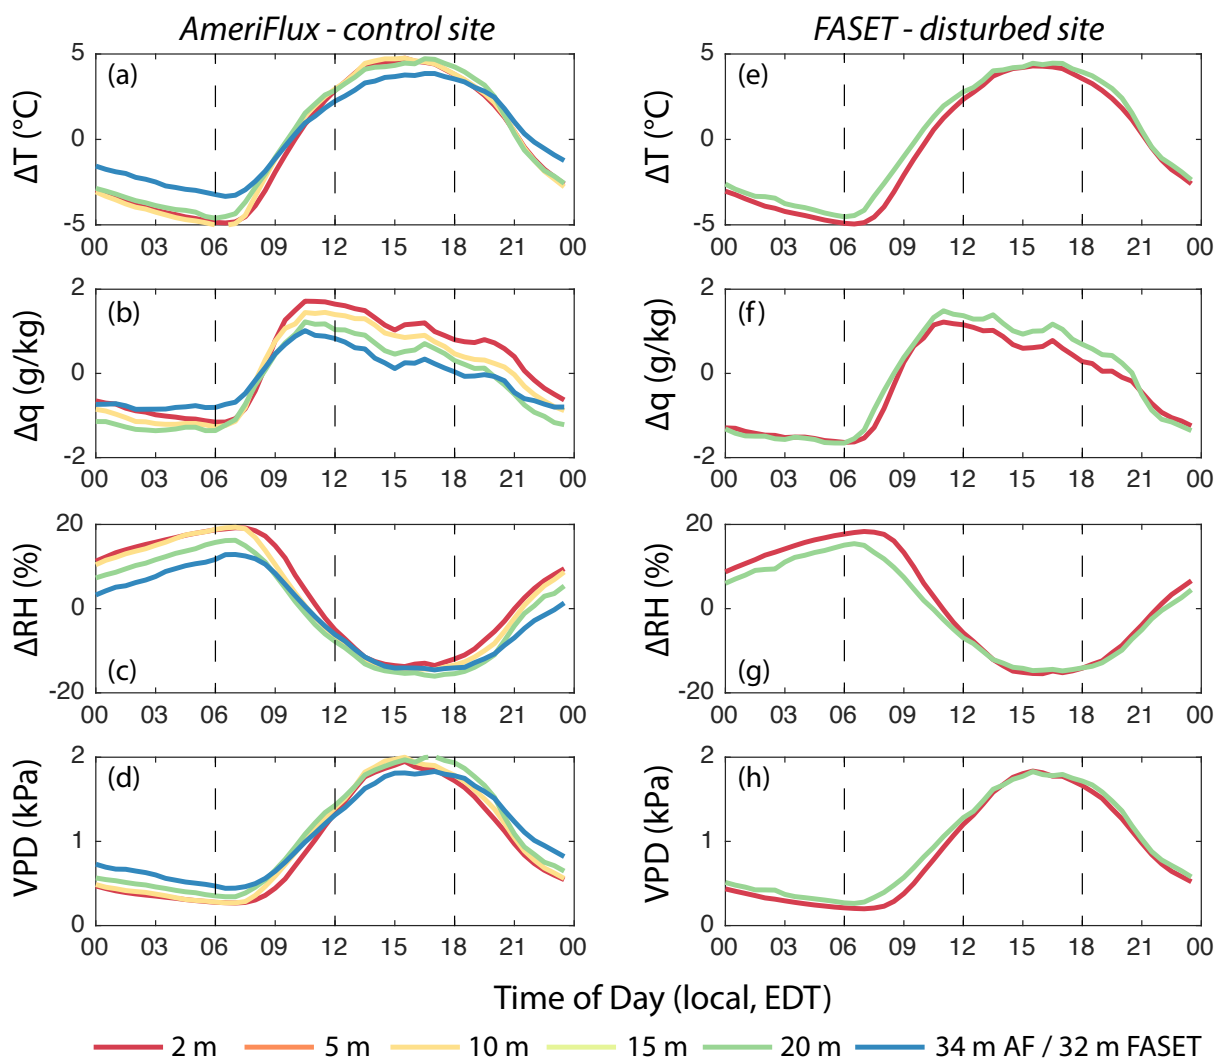 AmeriFlux - control site
FASET - disturbed site
(a)
ΔT (°C)
5
0
-5
00 03 06 09 12 15 18 21 00
(e)
ΔT (°C)
5
0
-5
00 03 06 09 12 15 18 21 00
(b)
Δq (g/kg)
2
0
-2
00 03 06 09 12 15 18 21 00
(f)
Δq (g/kg)
2
0
-2
00 03 06 09 12 15 18 21 00
(c)
ΔRH (%)
20
0
-20
00 03 06 09 12 15 18 21 00
(g)
ΔRH (%)
20
0
-20
00 03 06 09 12 15 18 21 00
(d)
VPD (kPa)
2
1
0
00 03 06 09 12 15 18 21 00
(h)
VPD (kPa)
2
1
0
00 03 06 09 12 15 18 21 00
Time of Day (local, EDT)
2 m 5 m 10 m 15 m 20 m 34 m AF / 32 m FASET